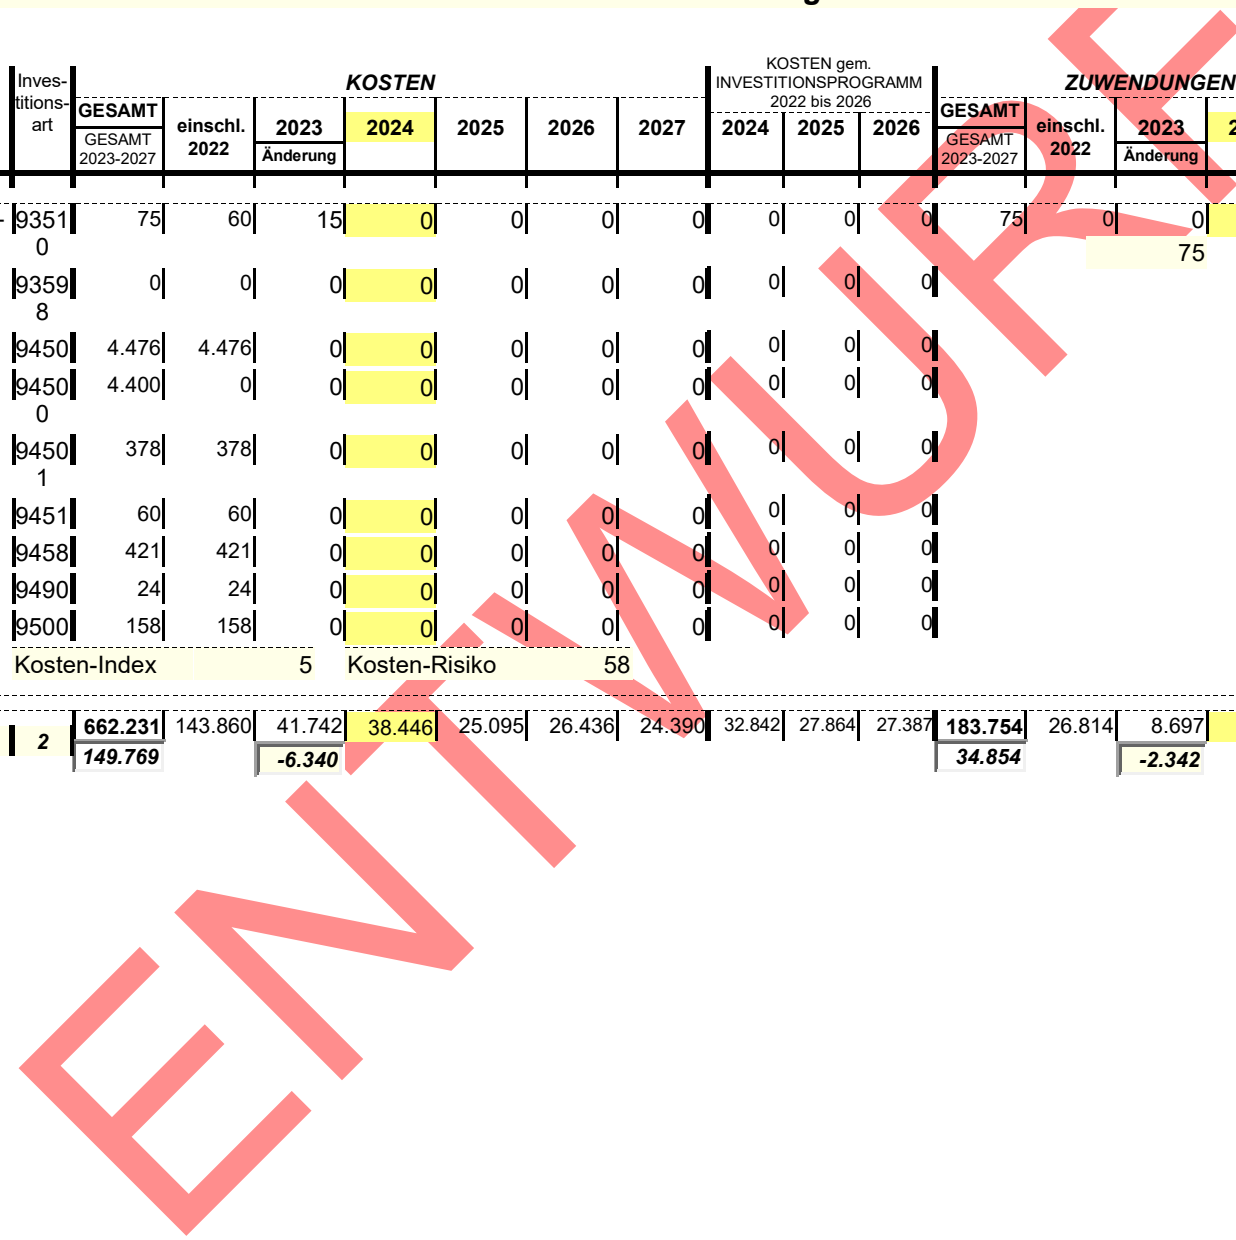 KOSTEN gem.
Inves- KOSTEN INVESTITIONSPROGRAMM ZUWENDUNGEN
titions- 2022 bis 2026
art GESAMT einschl. 2022 2023 2024 2025 2026 2027 2024 2025 2026 GESAMT einschl. 2022 2023
GESAMT 2023-2027 Änderung GESAMT 2023-2027 Änderung
93510 75 60 15 0 0 0 0 0 0 0 75 0 0
75
93598 0 0 0 0 0 0 0 0 0 0
9450 4.476 4.476 0 0 0 0 0 0 0 0
94500 4.400 0 0 0 0 0 0 0 0 0
94501 378 378 0 0 0 0 0 0 0 0
9451 60 60 0 0 0 0 0 0 0 0
9458 421 421 0 0 0 0 0 0 0 0
9490 24 24 0 0 0 0 0 0 0 0
9500 158 158 0 0 0 0 0 0 0 0
Kosten-Index 5 Kosten-Risiko 58
2 662.231 143.860 41.742 38.446 25.095 26.436 24.390 32.842 27.864 27.387 183.754 26.814 8.697
149.769 -6.340 34.854 -2.342
ENTWURF